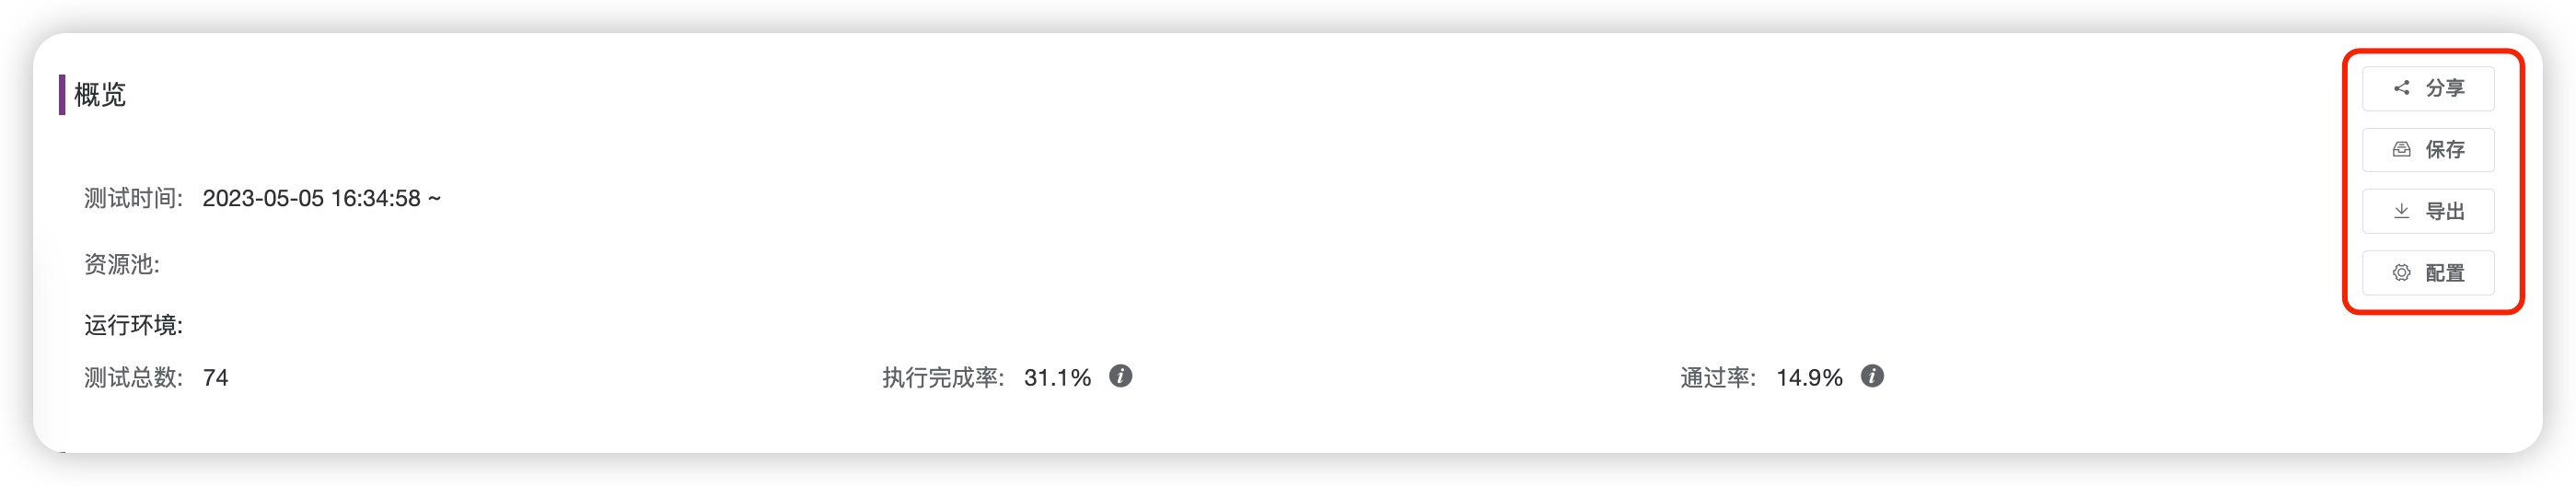 概览
分享
保存
导出
配置
测试时间: 2023-05-05 16:34:58 ~
资源池:
运行环境:
测试总数: 74 执行完成率: 31.1% 通过率: 14.9%